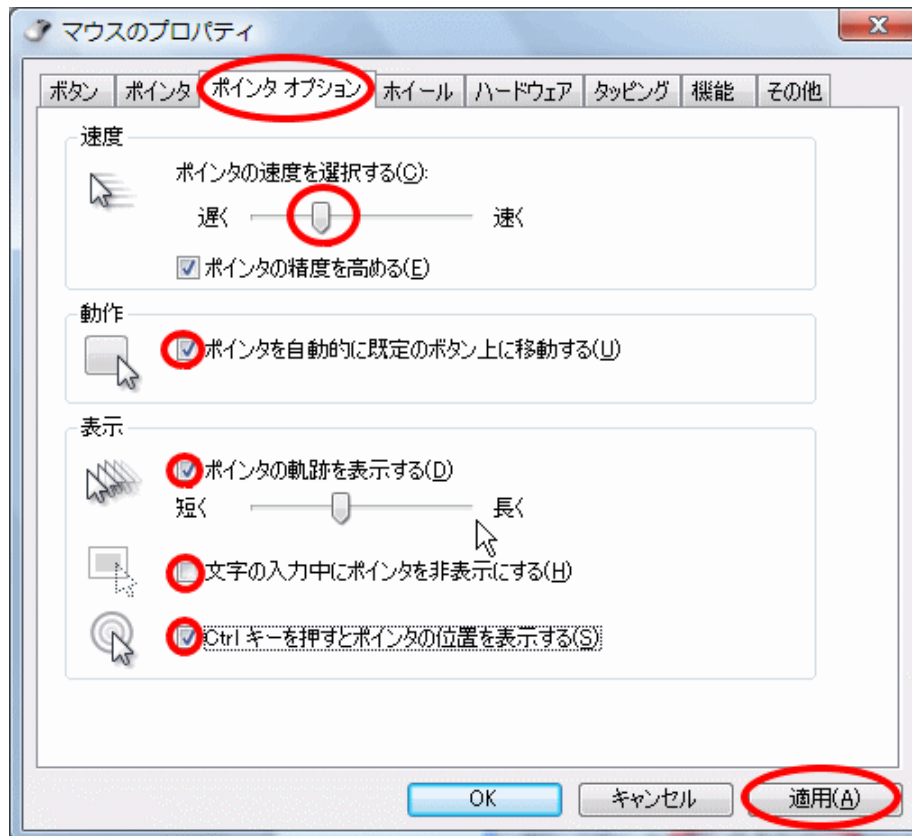 マウスのプロパティ
ボタン ポインタ ポインタ オプション ホイール ハードウェア タッピング 機能 その他
速度
ポインタの速度を選択する(C):
遅く 速く
ポインタの精度を高める(E)
動作
ポインタを自動的に既定のボタン上に移動する(U)
表示
ポインタの軌跡を表示する(D)
短く 長く
文字の入力中にポインタを非表示にする(H)
Ctrl キーを押すとポインタの位置を表示する(S)
OK キャンセル 適用(A)